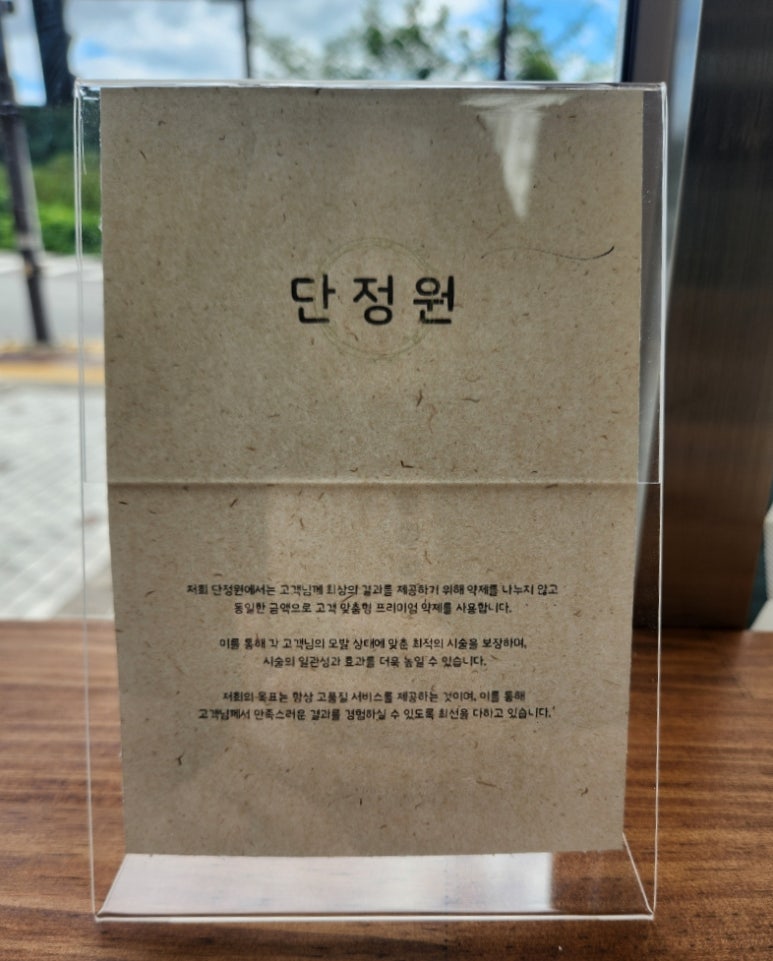 단정원
저희 단정원에서는 고객님께 최상의 결과를 제공하기 위해 약제를 나누지 않고
동일한 금액으로 고객 맞춤형 프리미엄 약제를 사용합니다.
이를 통해 각 고객님의 모발 상태에 맞춘 최적의 시술을 보장하며,
시술의 일관성과 효과를 더욱 높일 수 있습니다.
저희의 목표는 항상 고품질 서비스를 제공하는 것이며, 이를 통해
고객님께서 만족스러운 결과를 경험하실 수 있도록 최선을 다하고 있습니다.